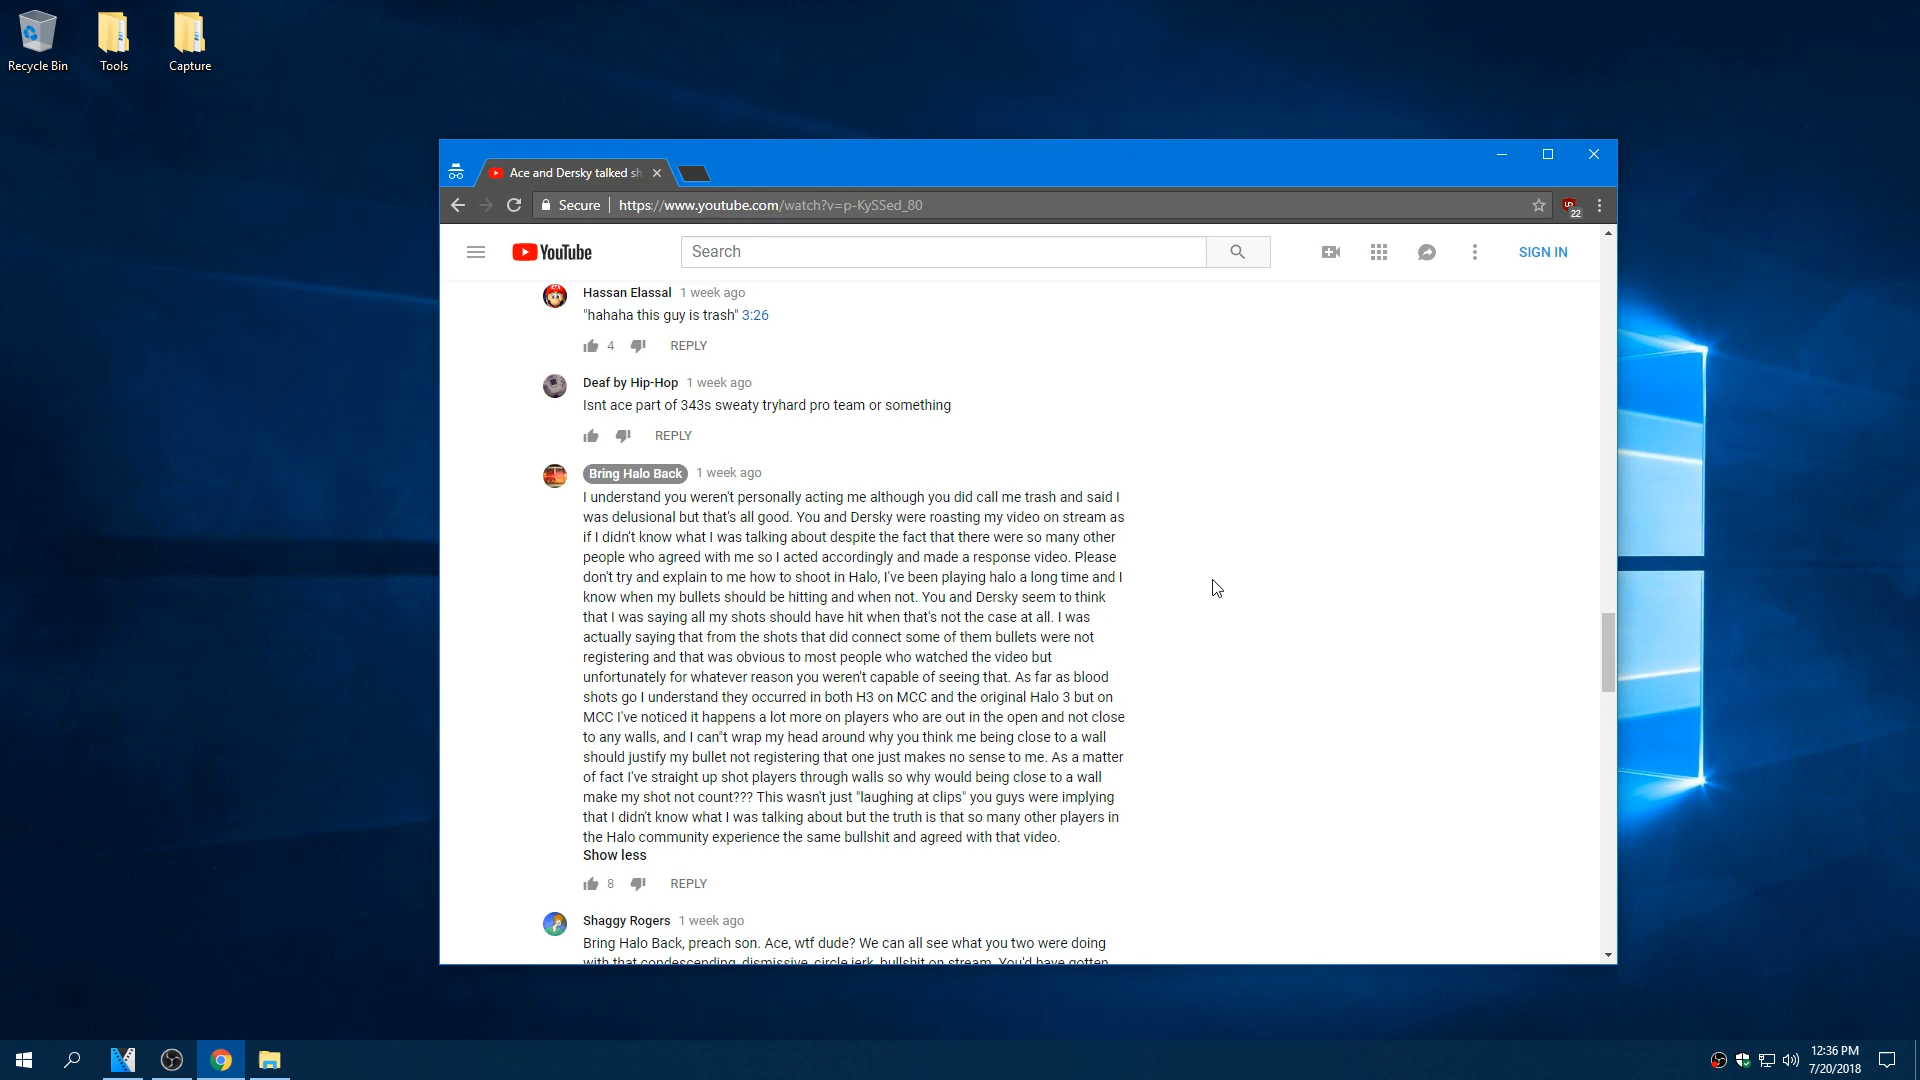 Recycle Bin
Tools
Capture
Ace and Dersky talked sh
Secure
https://www.youtube.com/watch?v=p-KySSed_80
22
YouTube
Search
SIGN IN
Hassan Elassal 1 week ago
"hahaha this guy is trash" 3:26
4 REPLY
Deaf by Hip-Hop 1 week ago
Isnt ace part of 343s sweaty tryhard pro team or something
REPLY
Bring Halo Back 1 week ago
I understand you weren't personally acting me although you did call me trash and said I
was delusional but that's all good. You and Dersky were roasting my video on stream as
if I didn't know what I was talking about despite the fact that there were so many other
people who agreed with me so I acted accordingly and made a response video. Please
don't try and explain to me how to shoot in Halo, I've been playing halo a long time and I
know when my bullets should be hitting and when not. You and Dersky seem to think
that I was saying all my shots should have hit when that's not the case at all. I was
actually saying that from the shots that did connect some of them bullets were not
registering and that was obvious to most people who watched the video but
unfortunately for whatever reason you weren't capable of seeing that. As far as blood
shots go I understand they occurred in both H3 on MCC and the original Halo 3 but on
MCC I've noticed it happens a lot more on players who are out in the open and not close
to any walls, and I can"t wrap my head around why you think me being close to a wall
should justify my bullet not registering that one just makes no sense to me. As a matter
of fact I've straight up shot players through walls so why would being close to a wall
make my shot not count??? This wasn't just "laughing at clips" you guys were implying
that I didn't know what I was talking about but the truth is that so many other players in
the Halo community experience the same bullshit and agreed with that video.
Show less
8 REPLY
Shaggy Rogers 1 week ago
Bring Halo Back, preach son. Ace, wtf dude? We can all see what you two were doing
with that condescending, dismissive, circle jerk, bullshit on stream. You'd have gotten
12:36 PM
7/20/2018